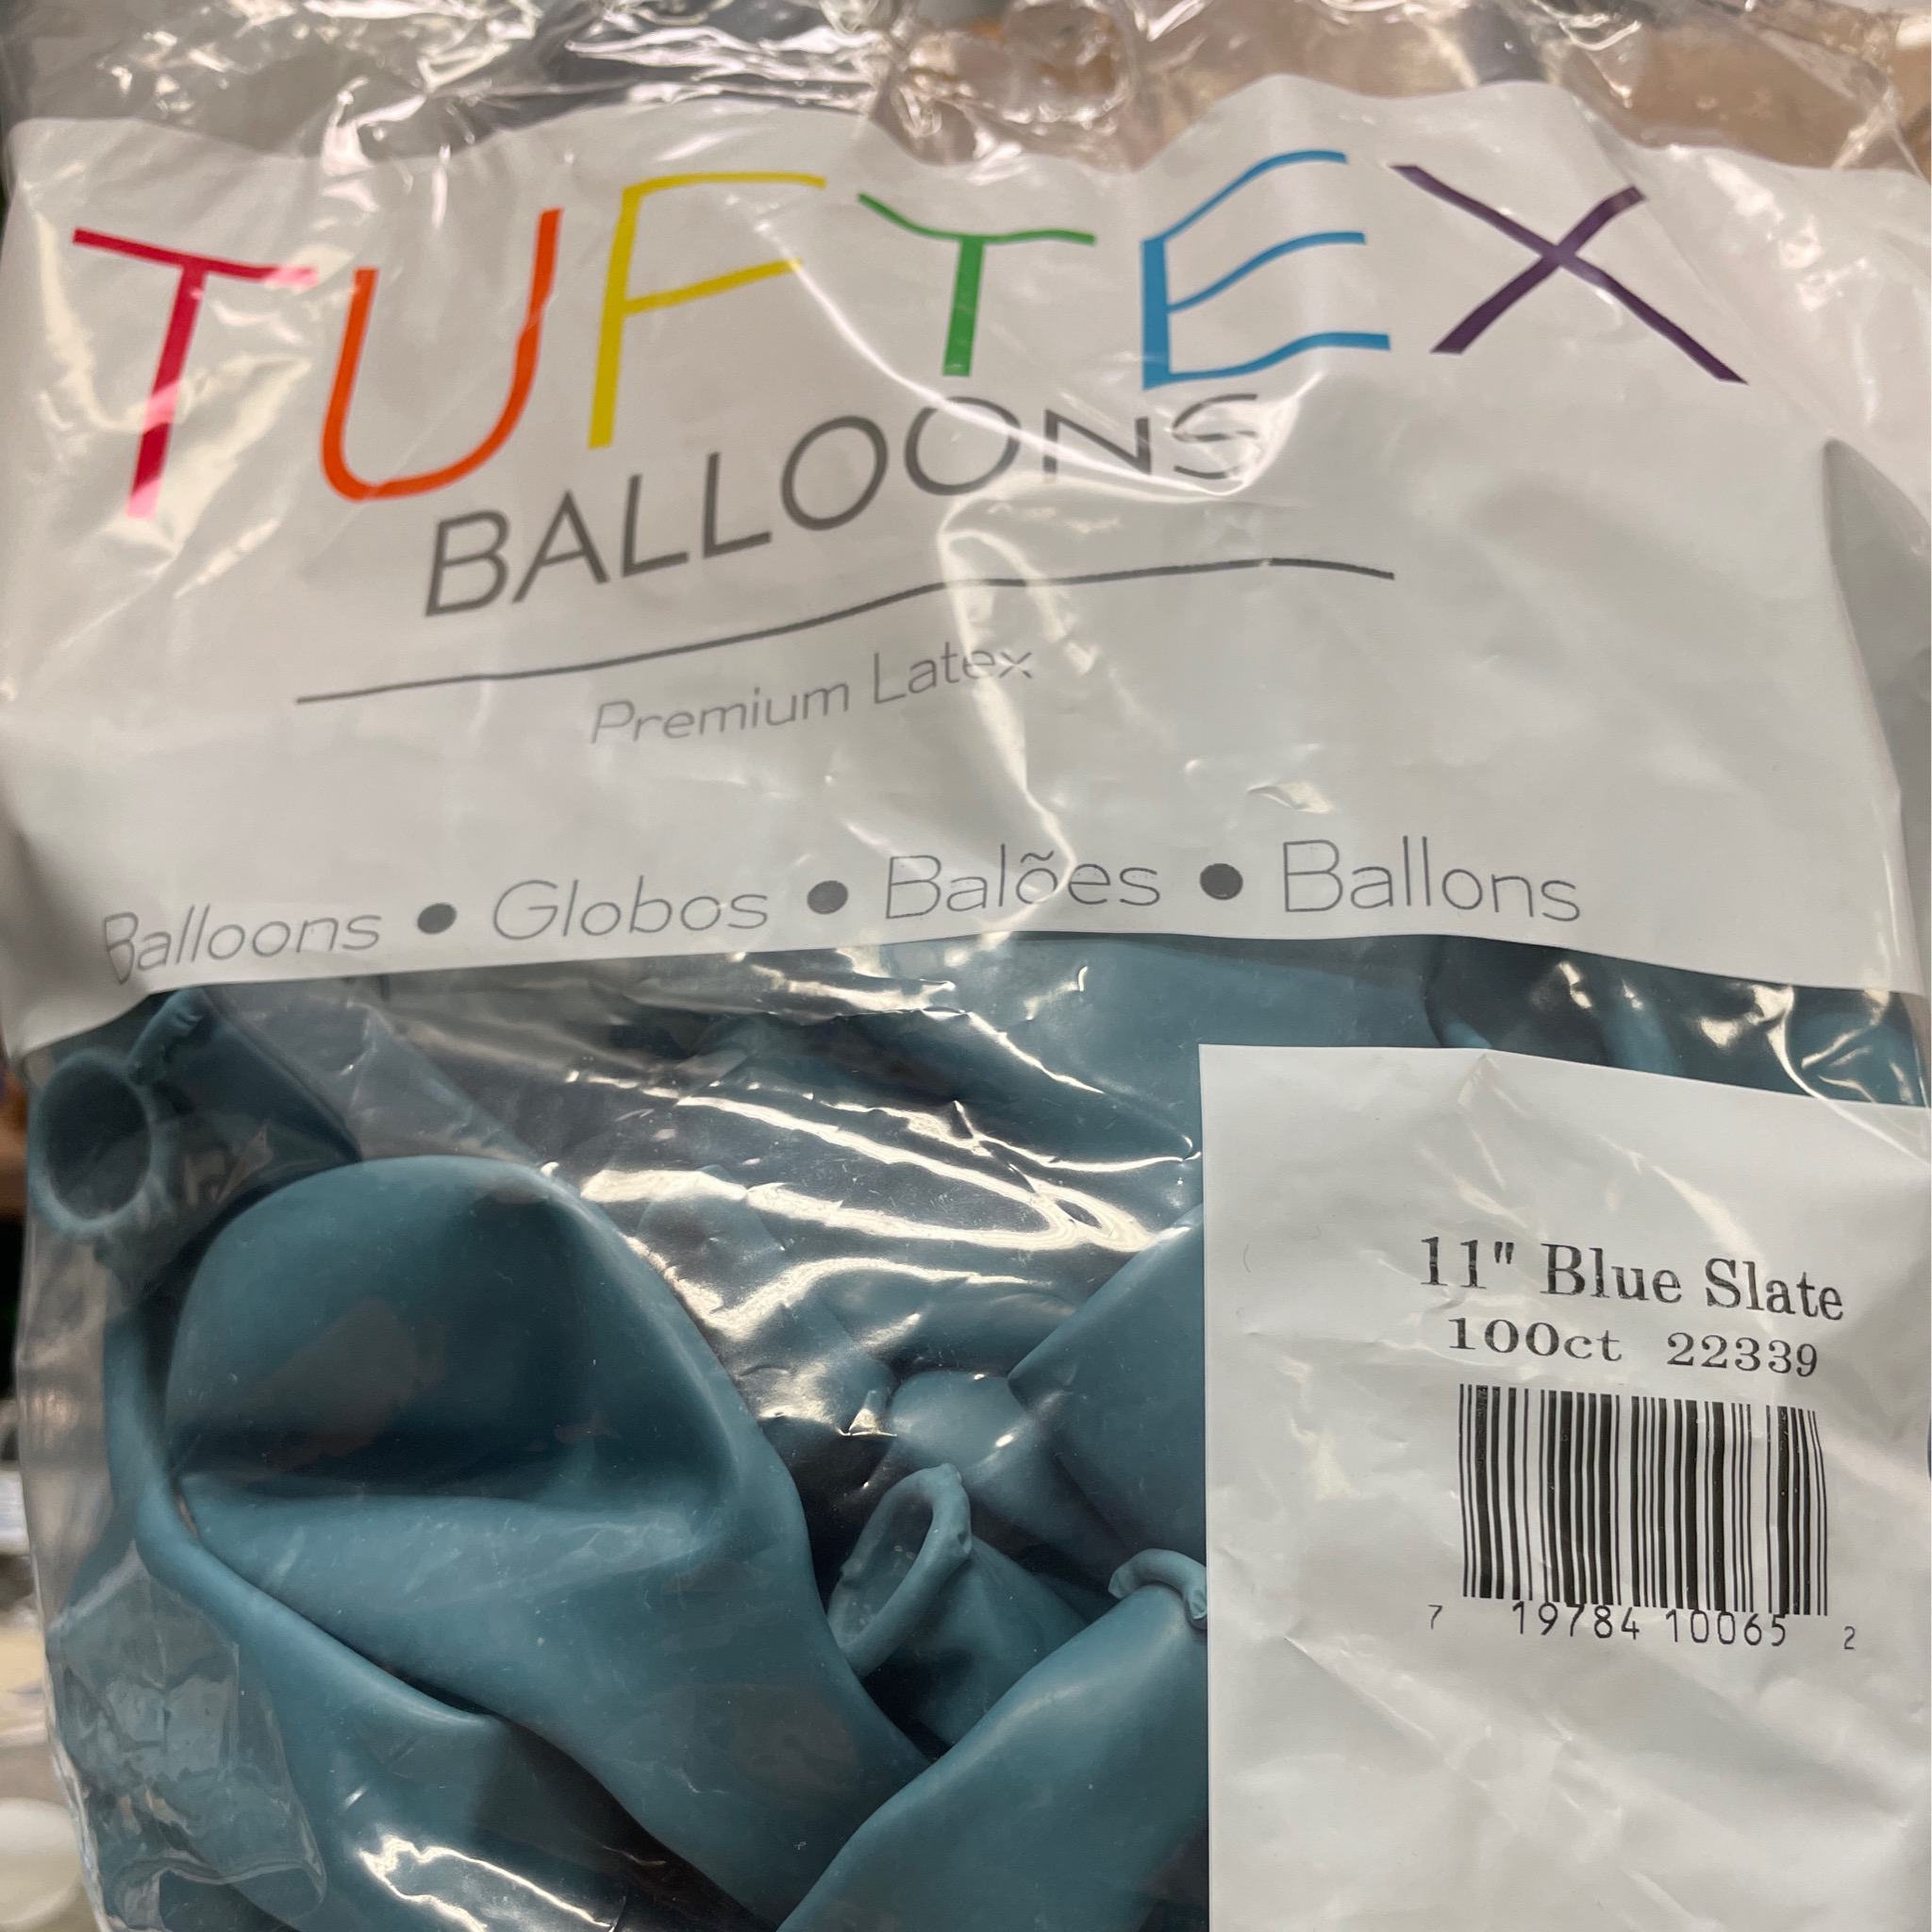 TUFTEX
BALLOONS
Premium Latex
Balloons • Globos • Balões • Ballons
11" Blue Slate
100ct 22339
7 19784 10065 2